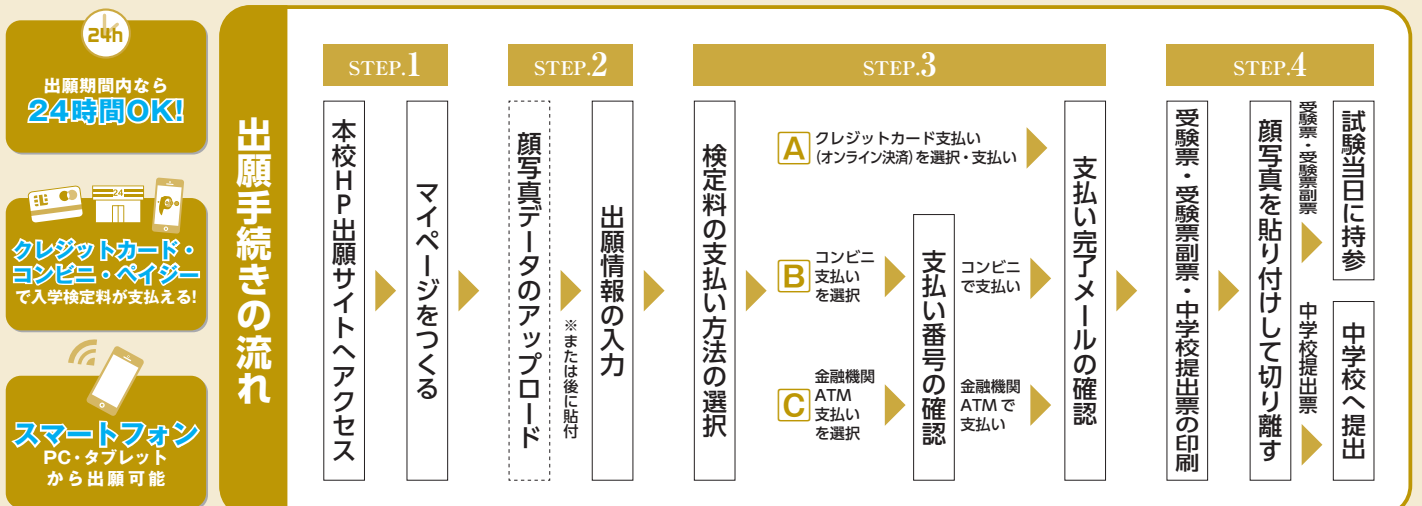 24h
出願期間内なら
24時間OK!
24
クレジットカード・
コンビニ・ペイジー
で入学検定料が支払える!
スマートフォン
PC・タブレット
から出願可能
出願手続きの流れ
STEP.1
本校HP出願サイトへアクセス
マイページをつくる
STEP.2
顔写真データのアップロード
※または後に貼付
出願情報の入力
STEP.3
検定料の支払い方法の選択
A
クレジットカード支払い
(オンライン決済)を選択・支払い
B
コンビニ
支払い
を選択
C
金融機関
ATM
支払い
を選択
支払い番号の確認
コンビニ
で支払い
金融機関
ATMで
支払い
支払い完了メールの確認
STEP.4
受験票・受験票副票・中学校提出票の印刷
顔写真を貼り付けして切り離す
受験票・受験票副票
試験当日に持参
中学校提出票
中学校へ提出